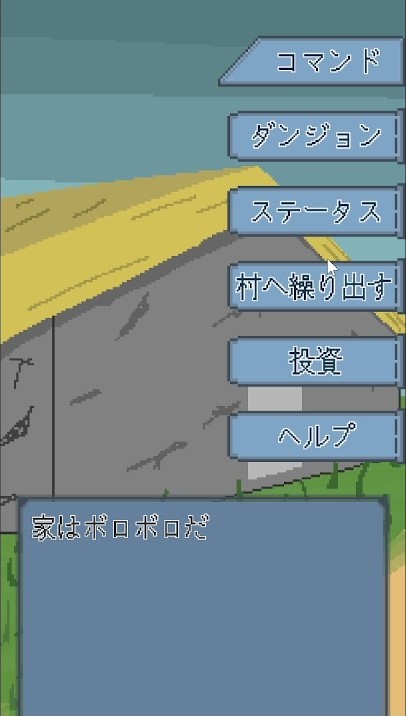 コマンド
ダンジョン
ステータス
村へ繰り出す
投資
ヘルプ
家はボロボロだ